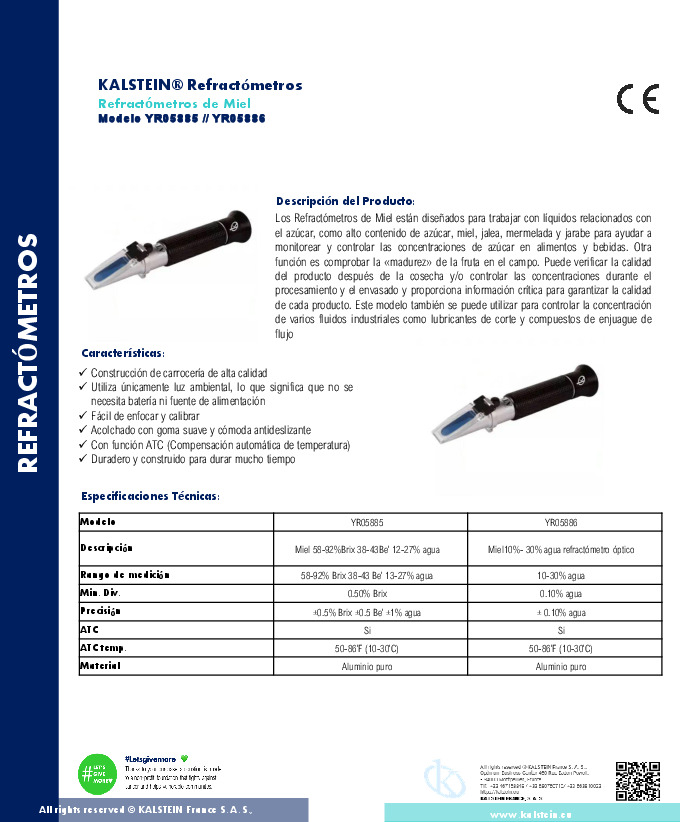 KALSTEIN® Refractómetros
Refractómetros de Miel
Modelo YR05885 // YR05886
CE
REFRACTÓMETROS
Descripción del Producto:
Los Refractómetros de Miel están diseñados para trabajar con líquidos relacionados con
el azúcar, como alto contenido de azúcar, miel, jalea, mermelada y jarabe para ayudar a
monitorear y controlar las concentraciones de azúcar en alimentos y bebidas. Otra
función es comprobar la «madurez» de la fruta en el campo. Puede verificar la calidad
del producto después de la cosecha y/o controlar las concentraciones durante el
procesamiento y el envasado y proporciona información crítica para garantizar la calidad
de cada producto. Este modelo también se puede utilizar para controlar la concentración
de varios fluidos industriales como lubricantes de corte y compuestos de enjuague de
flujo
Características:
✓ Construcción de carrocería de alta calidad
✓ Utiliza únicamente luz ambiental, lo que significa que no se
necesita batería ni fuente de alimentación
✓ Fácil de enfocar y calibrar
✓ Acolchado con goma suave y cómoda antideslizante
✓ Con función ATC (Compensación automática de temperatura)
✓ Duradero y construido para durar mucho tiempo
Especificaciones Técnicas:
Modelo YR05885 YR05886
Descripción Miel 58-92%Brix 38-43Be' 12-27% agua Miel10%- 30% agua refractómetro óptico
Rango de medición 58-92% Brix 38-43 Be' 13-27% agua 10-30% agua
Min. Div. 0.50% Brix 0.10% agua
Precisión ±0.5% Brix ±0.5 Be' ±1% agua ± 0.10% agua
ATC Si Si
ATC temp. 50-86'F (10-30'C) 50-86'F (10-30'C)
Material Aluminio puro Aluminio puro
# LET'S GIVE MORE
#Letsgivemore
All rights reserved © KALSTEIN France S. A. S.,
KALSTEIN FRANCE, S. A. S
All rights reserved © KALSTEIN France S. A. S.,
www.kalstein.eu